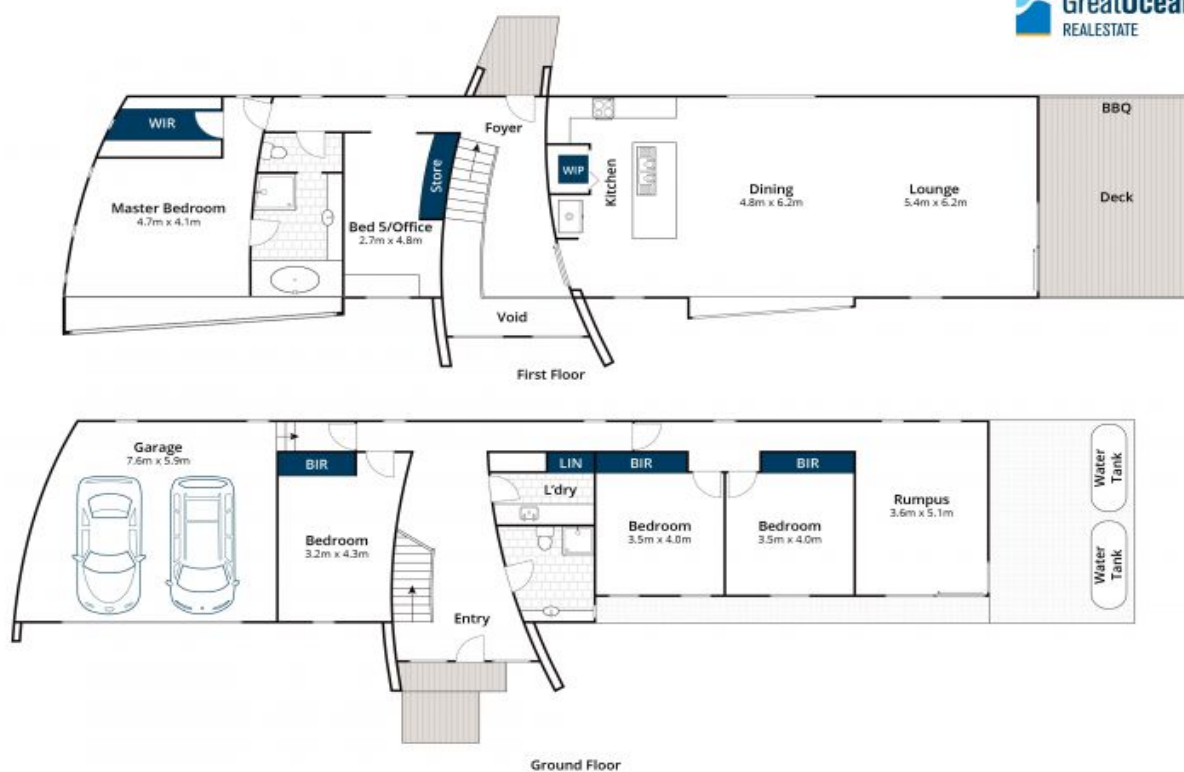 GreatOcean
REALESTATE
BBQ
WIR
Foyer
Store
WIP
Kitchen
Master Bedroom
4.7m x 4.1m
Dining
4.8m x 6.2m
Lounge
5.4m x 6.2m
Deck
Bed 5/Office
2.7m x 4.8m
Void
First Floor
Garage
7.6m x 5.9m
BIR
LIN
BIR
BIR
L'dry
Water
Tank
Rumpus
3.6m x 5.1m
Bedroom
3.2m x 4.3m
Bedroom
3.5m x 4.0m
Bedroom
3.5m x 4.0m
Water
Tank
Entry
Ground Floor